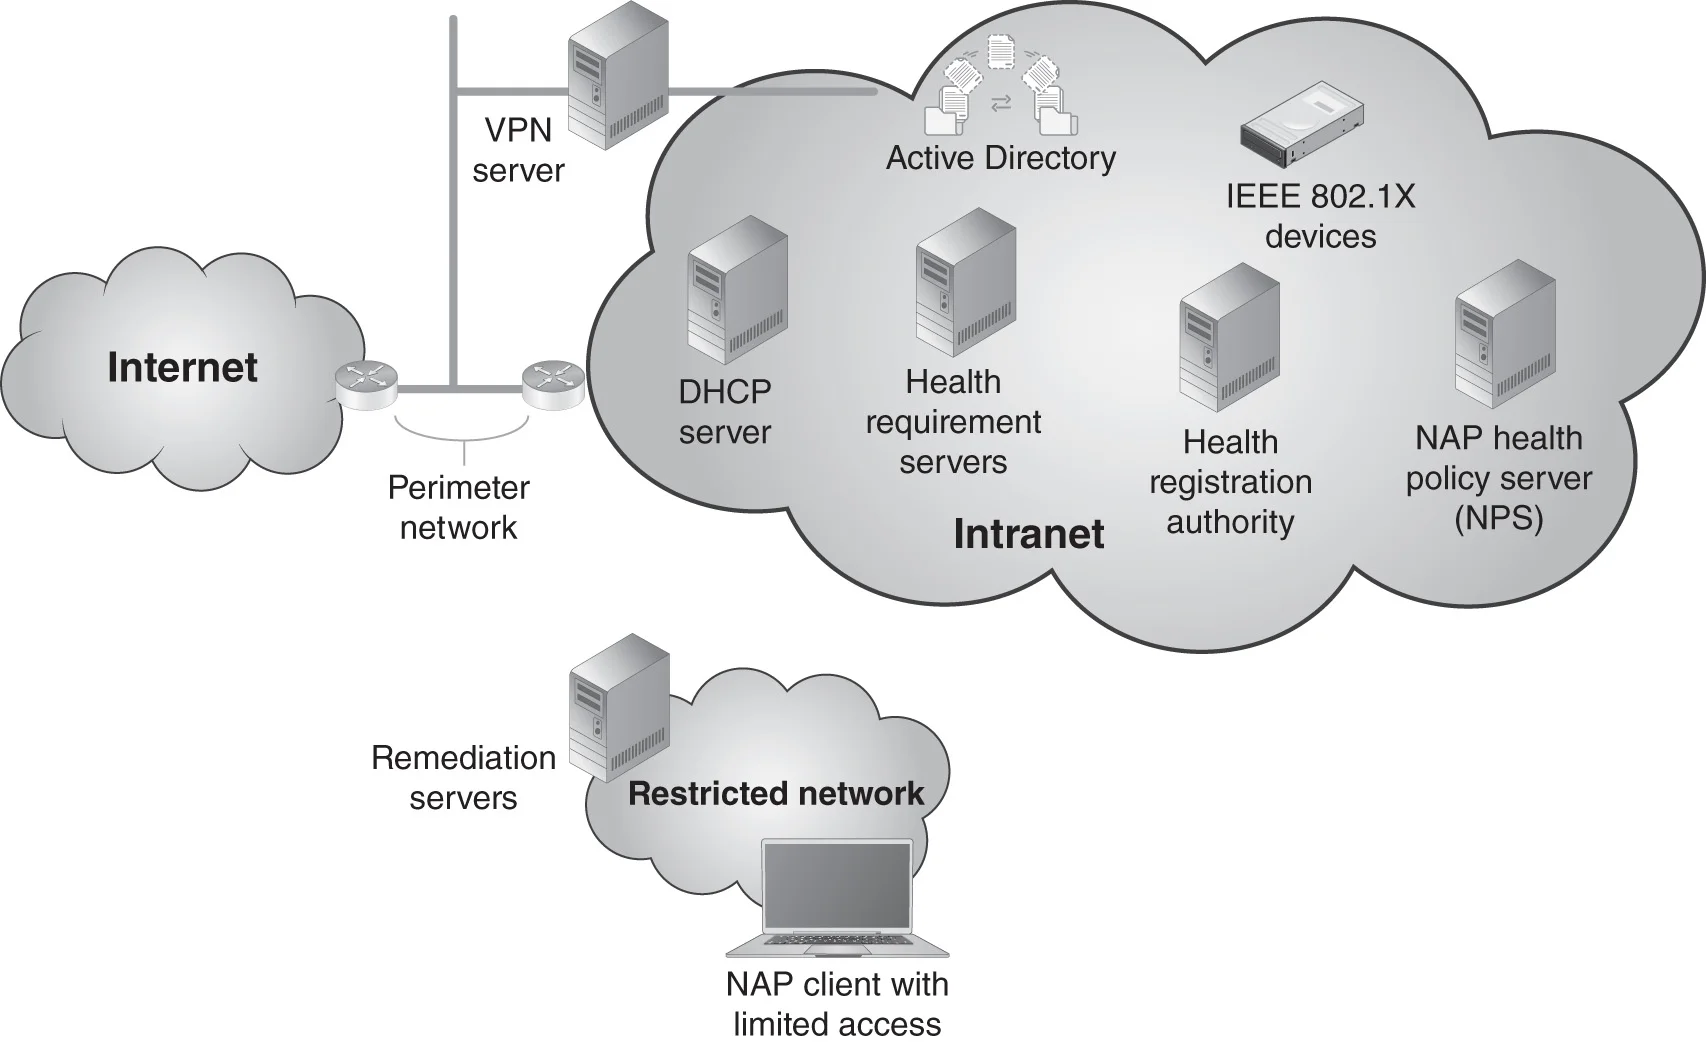 VPN
server
Active Directory
IEEE 802.1X
devices
Internet
DHCP
server
Health
requirement
servers
Health
registration
authority
NAP health
policy server
(NPS)
Perimeter
network
Intranet
Remediation
servers
Restricted network
NAP client with
limited access